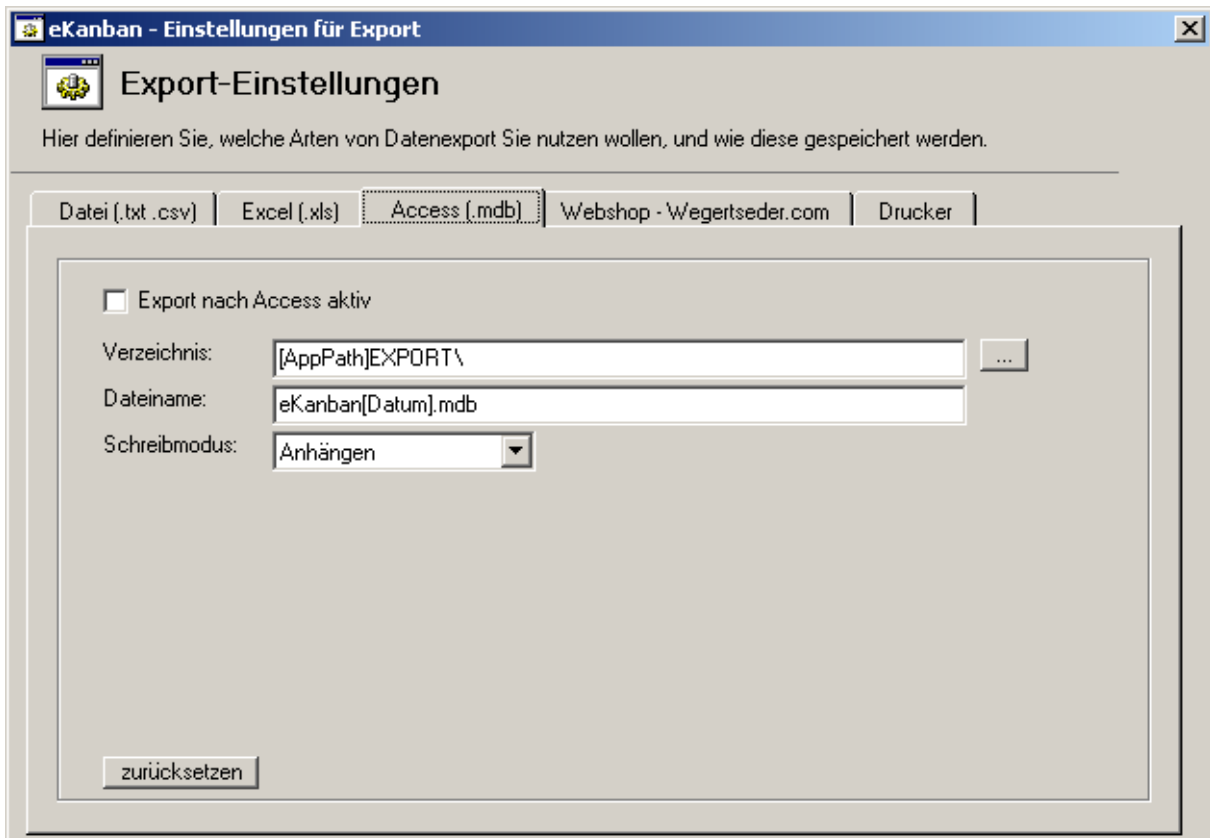 eKanban - Einstellungen für Export
Export-Einstellungen
Hier definieren Sie, welche Arten von Datenexport Sie nutzen wollen, und wie diese gespeichert werden.
Datei (.txt .csv) Excel (.xls) Access (.mdb) Webshop - Wegertseder.com Drucker
Export nach Access aktiv
Verzeichnis: [AppPath]EXPORT\ ...
Dateiname: eKanban[Datum].mdb
Schreibmodus: Anhängen
zurücksetzen